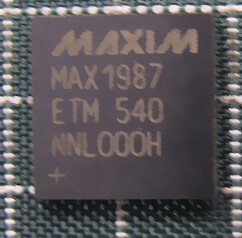 MAXIM
MAX1987
ETM 540
NNL000H
+